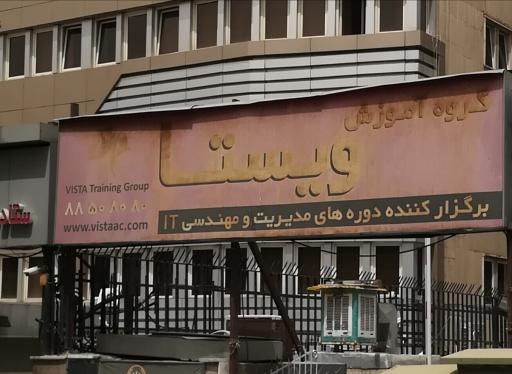 گروه آموزش
ویستا
برگزار کننده دوره های مدیریت و مهندسی IT
VISTA Training Group
۸۸ ۵۰ ۸۰ ۸۰
www.vistaac.com